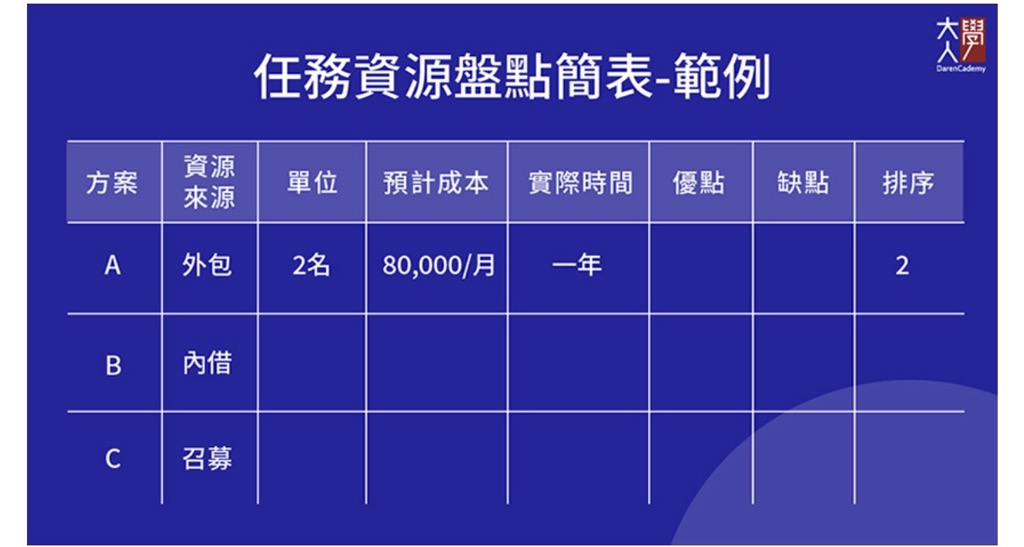 大人學
DarenCademy
任務資源盤點簡表-範例
方案 資源來源 單位 預計成本 實際時間 優點 缺點 排序
A 外包 2名 80,000/月 一年 2
B 內借
C 召募